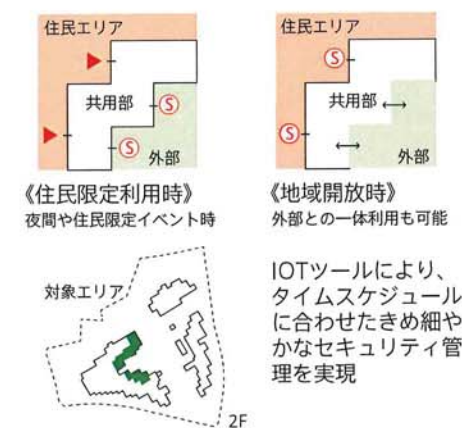 住民エリア
共用部
Ⓢ
Ⓢ
外部
《住民限定利用時》
夜間や住民限定イベント時
住民エリア
Ⓢ
共用部
Ⓢ
外部
《地域開放時》
外部との一体利用も可能
対象エリア
2F
IOTツールにより、
タイムスケジュール
に合わせたきめ細や
かなセキュリティ管
理を実現